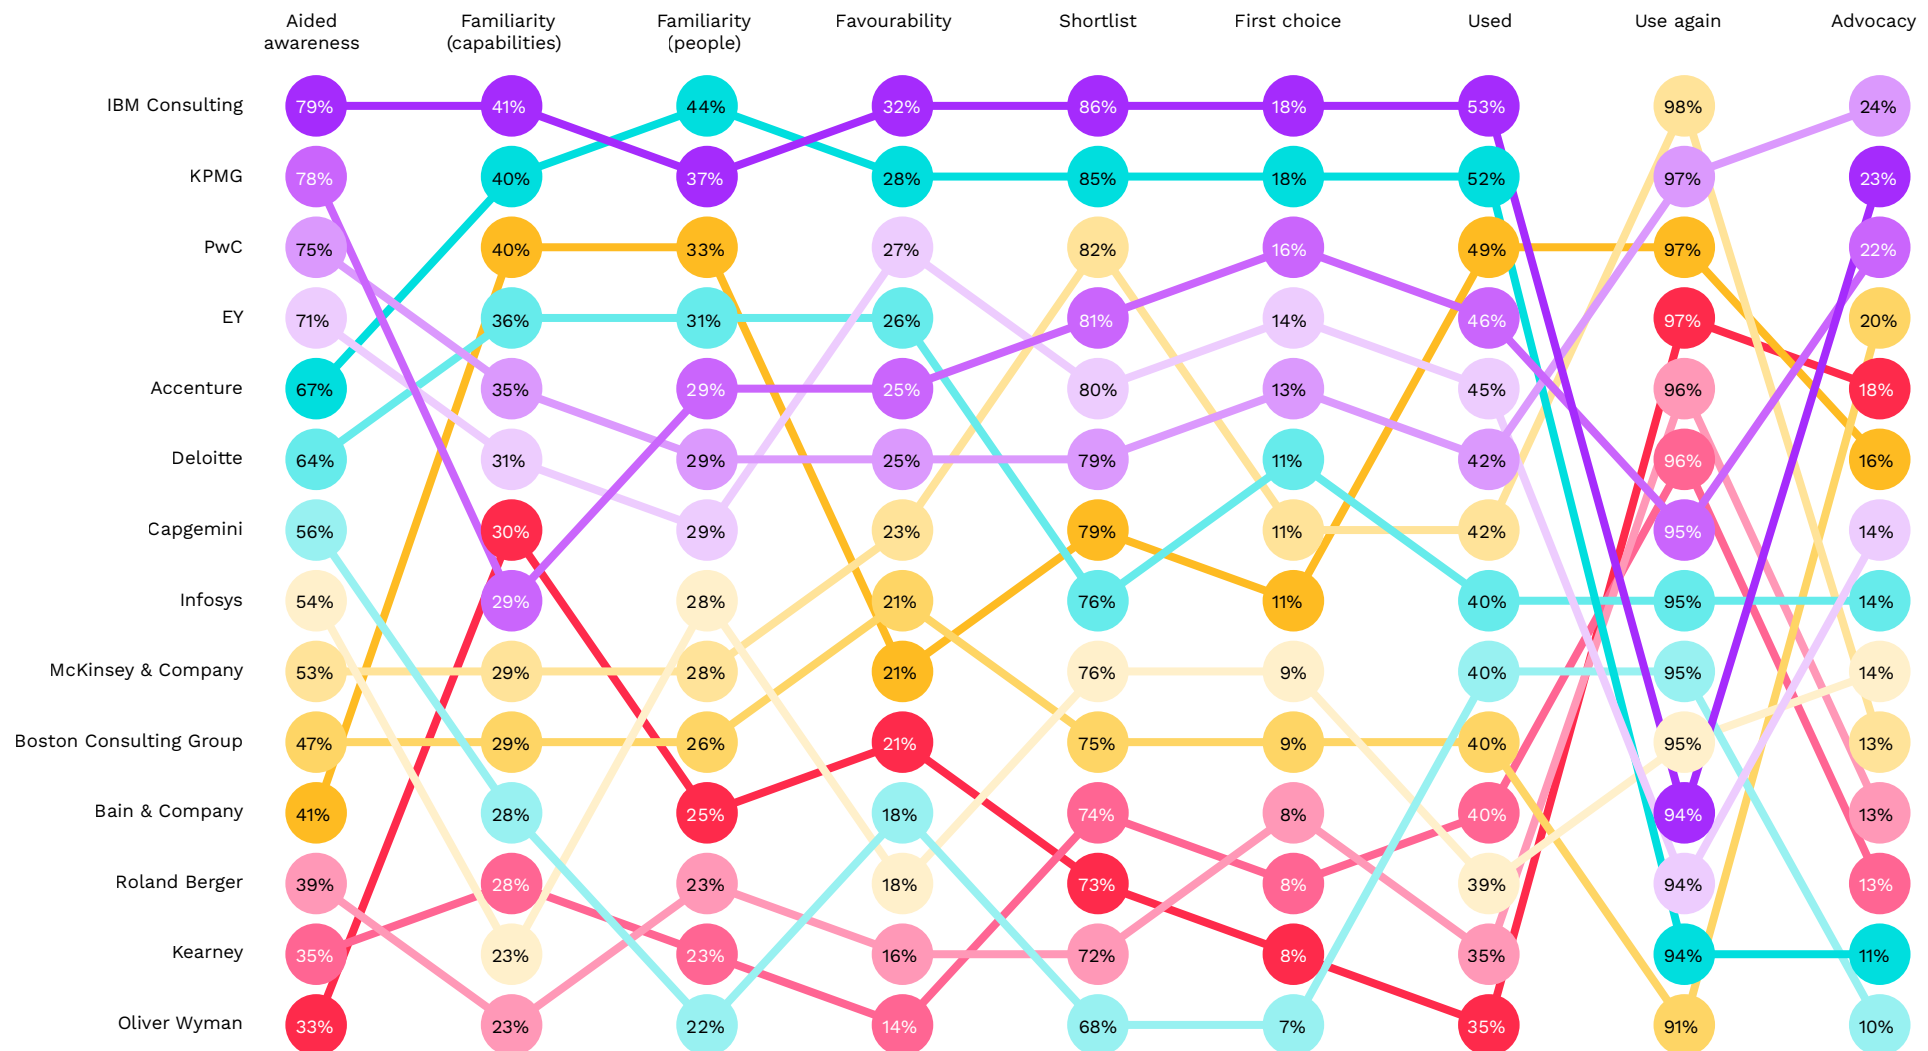 Aided awareness
Familiarity (capabilities)
Familiarity (people)
Favourability
Shortlist
First choice
Used
Use again
Advocacy
IBM Consulting 79% 41% 44% 32% 86% 18% 53% 98% 24%
KPMG 78% 40% 37% 28% 85% 18% 52% 97% 23%
PwC 75% 40% 33% 27% 82% 16% 49% 97% 22%
EY 71% 36% 31% 26% 81% 14% 46% 97% 20%
Accenture 67% 35% 29% 25% 80% 13% 45% 96% 18%
Deloitte 64% 31% 29% 25% 79% 11% 42% 96% 16%
Capgemini 56% 30% 29% 23% 79% 11% 42% 95% 14%
Infosys 54% 29% 28% 21% 76% 11% 40% 95% 14%
McKinsey & Company 53% 29% 28% 21% 76% 9% 40% 95% 14%
Boston Consulting Group 47% 29% 26% 21% 75% 9% 40% 95% 13%
Bain & Company 41% 28% 25% 18% 74% 8% 40% 94% 13%
Roland Berger 39% 28% 23% 18% 73% 8% 39% 94% 13%
Kearney 35% 23% 23% 16% 72% 8% 35% 94% 11%
Oliver Wyman 33% 23% 22% 14% 68% 7% 35% 91% 10%